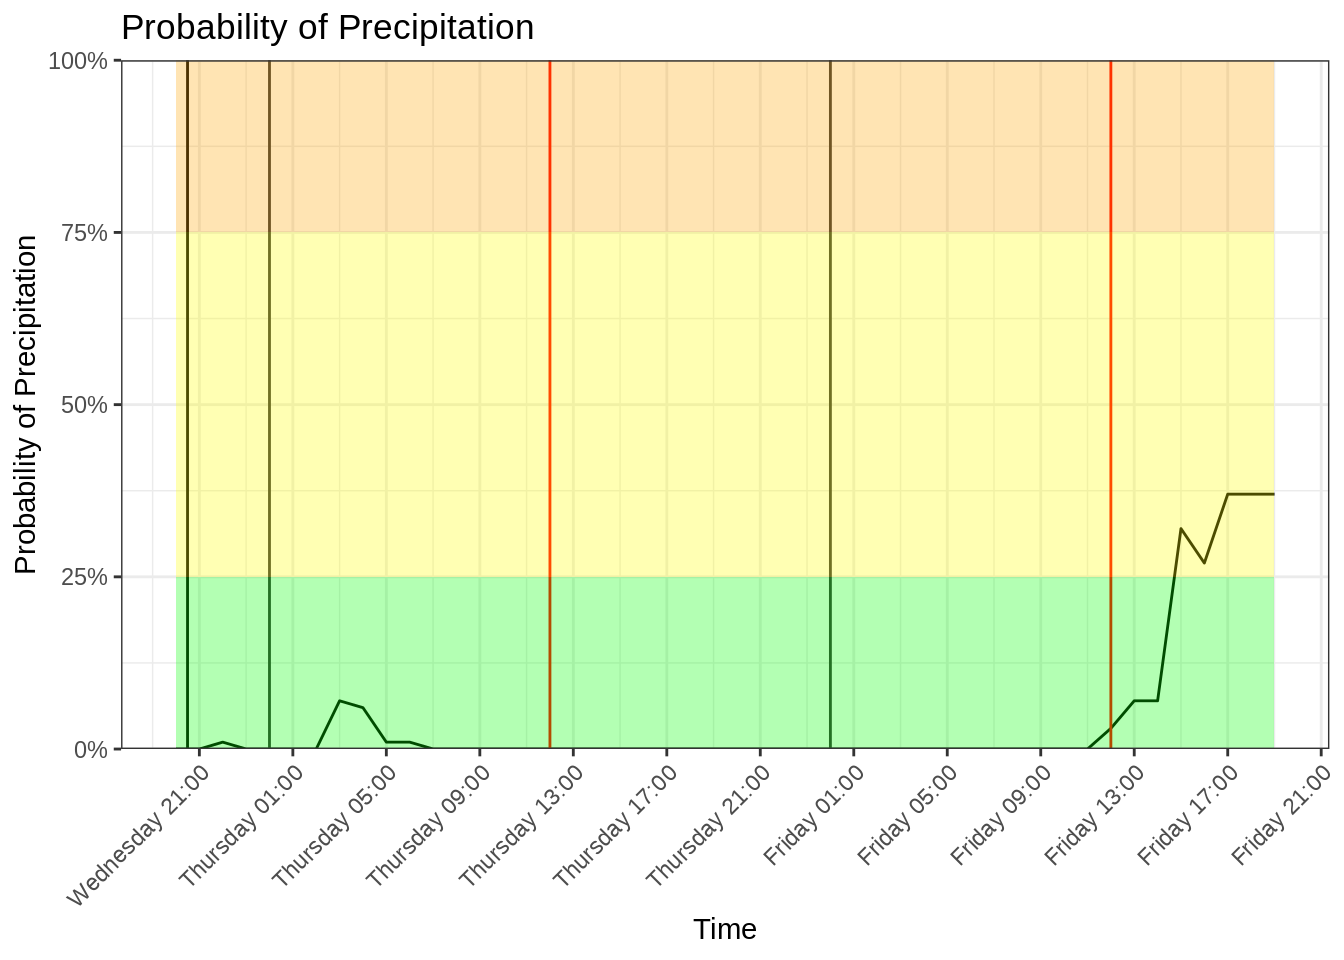 Probability of Precipitation
100%
75%
50%
25%
0%
Probability of Precipitation
Wednesday 21:00
Thursday 01:00
Thursday 05:00
Thursday 09:00
Thursday 13:00
Thursday 17:00
Thursday 21:00
Friday 01:00
Friday 05:00
Friday 09:00
Friday 13:00
Friday 17:00
Friday 21:00
Time